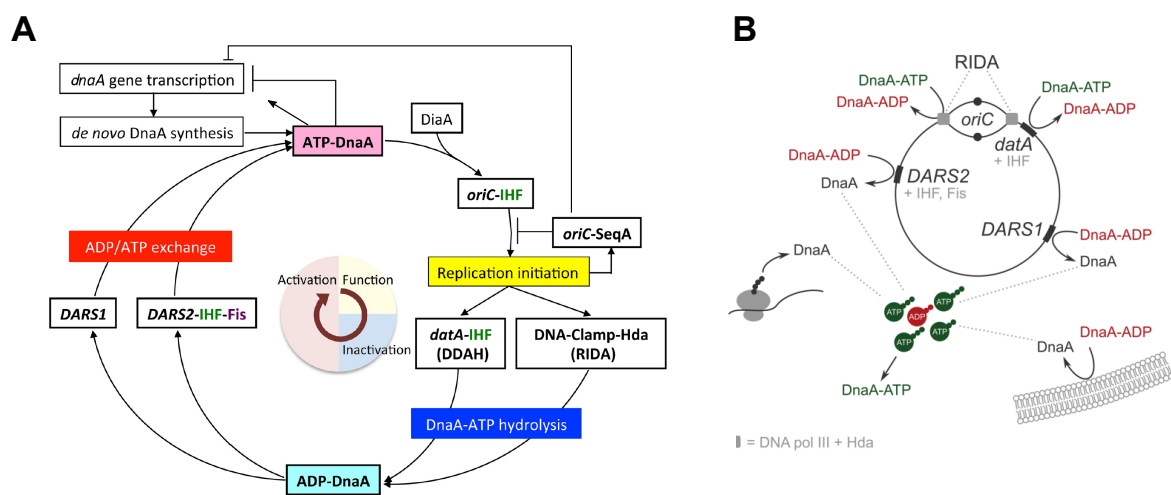 A
dnaA gene transcription
de novo DnaA synthesis
ATP-DnaA
DiaA
oriC-IHF
oriC-SeqA
Replication initiation
ADP/ATP exchange
Activation
Function
Inactivation
DARS1
DARS2-IHF-Fis
datA-IHF
(DDAH)
DNA-Clamp-Hda
(RIDA)
DnaA-ATP hydrolysis
ADP-DnaA
B
RIDA
DnaA-ATP
DnaA-ADP
DnaA-ATP
DnaA-ADP
oriC
datA
+ IHF
DnaA-ADP
DnaA
DARS2
+ IHF, Fis
DARS1
DnaA-ADP
DnaA
DnaA
ATP
ADP
ATP
ATP
ATP
DnaA-ATP
DnaA-ADP
DnaA
= DNA pol III + Hda